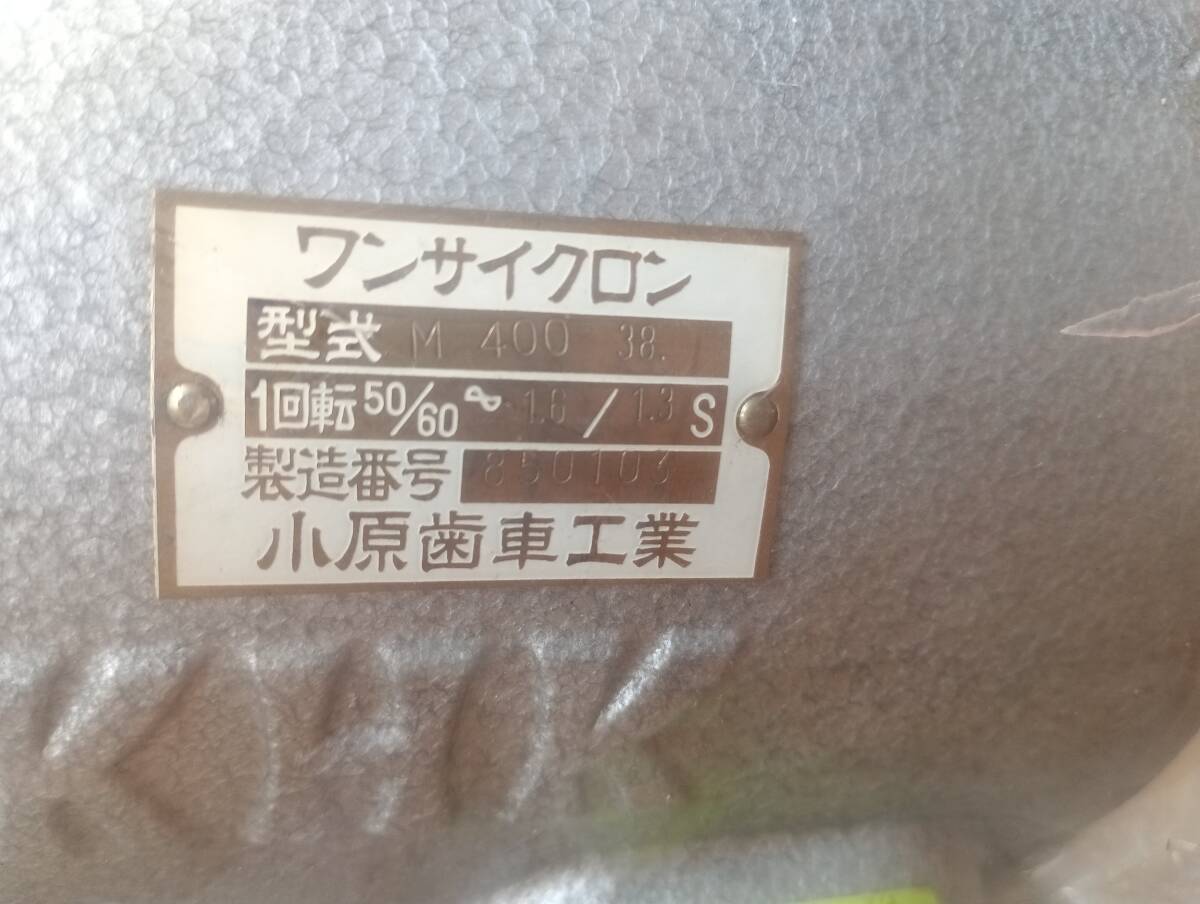 ワンサイクロン
型式 M 400 38.
1回転 50/60 ∞ 1.6 / 1.3 S
製造番号 850103
小原歯車工業
KHK